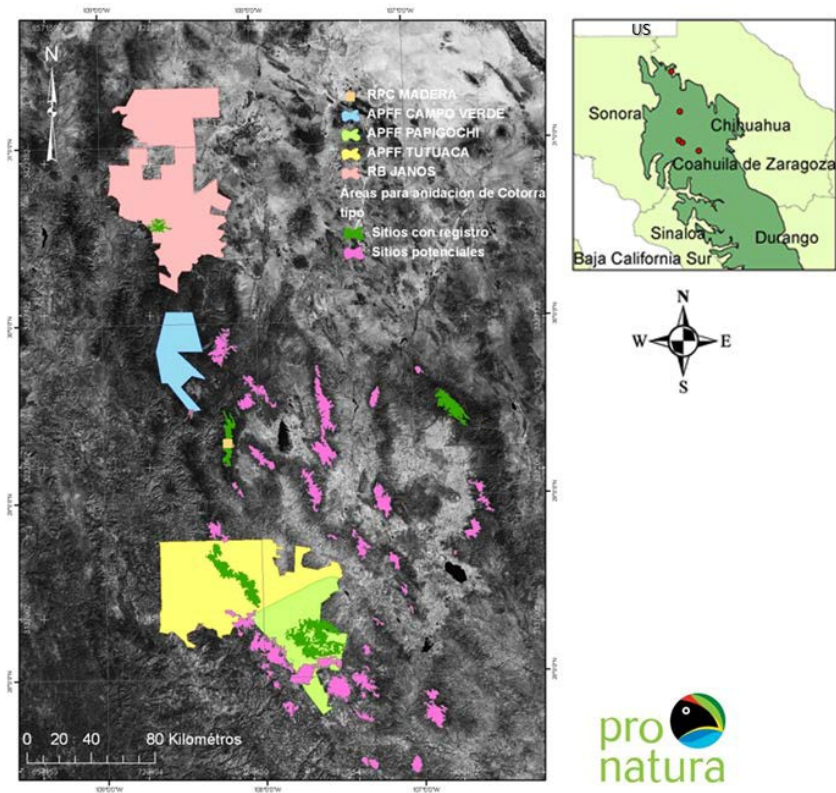 N
RPC MADERA
APFF CAMPO VERDE
APFF PAPIGOCHI
APFF TUTUACA
RB JANOS
Áreas para anidacion de Cotorra
tipo
Sitios con registro
Sitios potenciales
0 20 40 80 Kilométros
US
Sonora
Chihuahua
Coahuila de Zaragoza
Sinaloa
Durango
Baja California Sur
N
W E
S
pro
natura